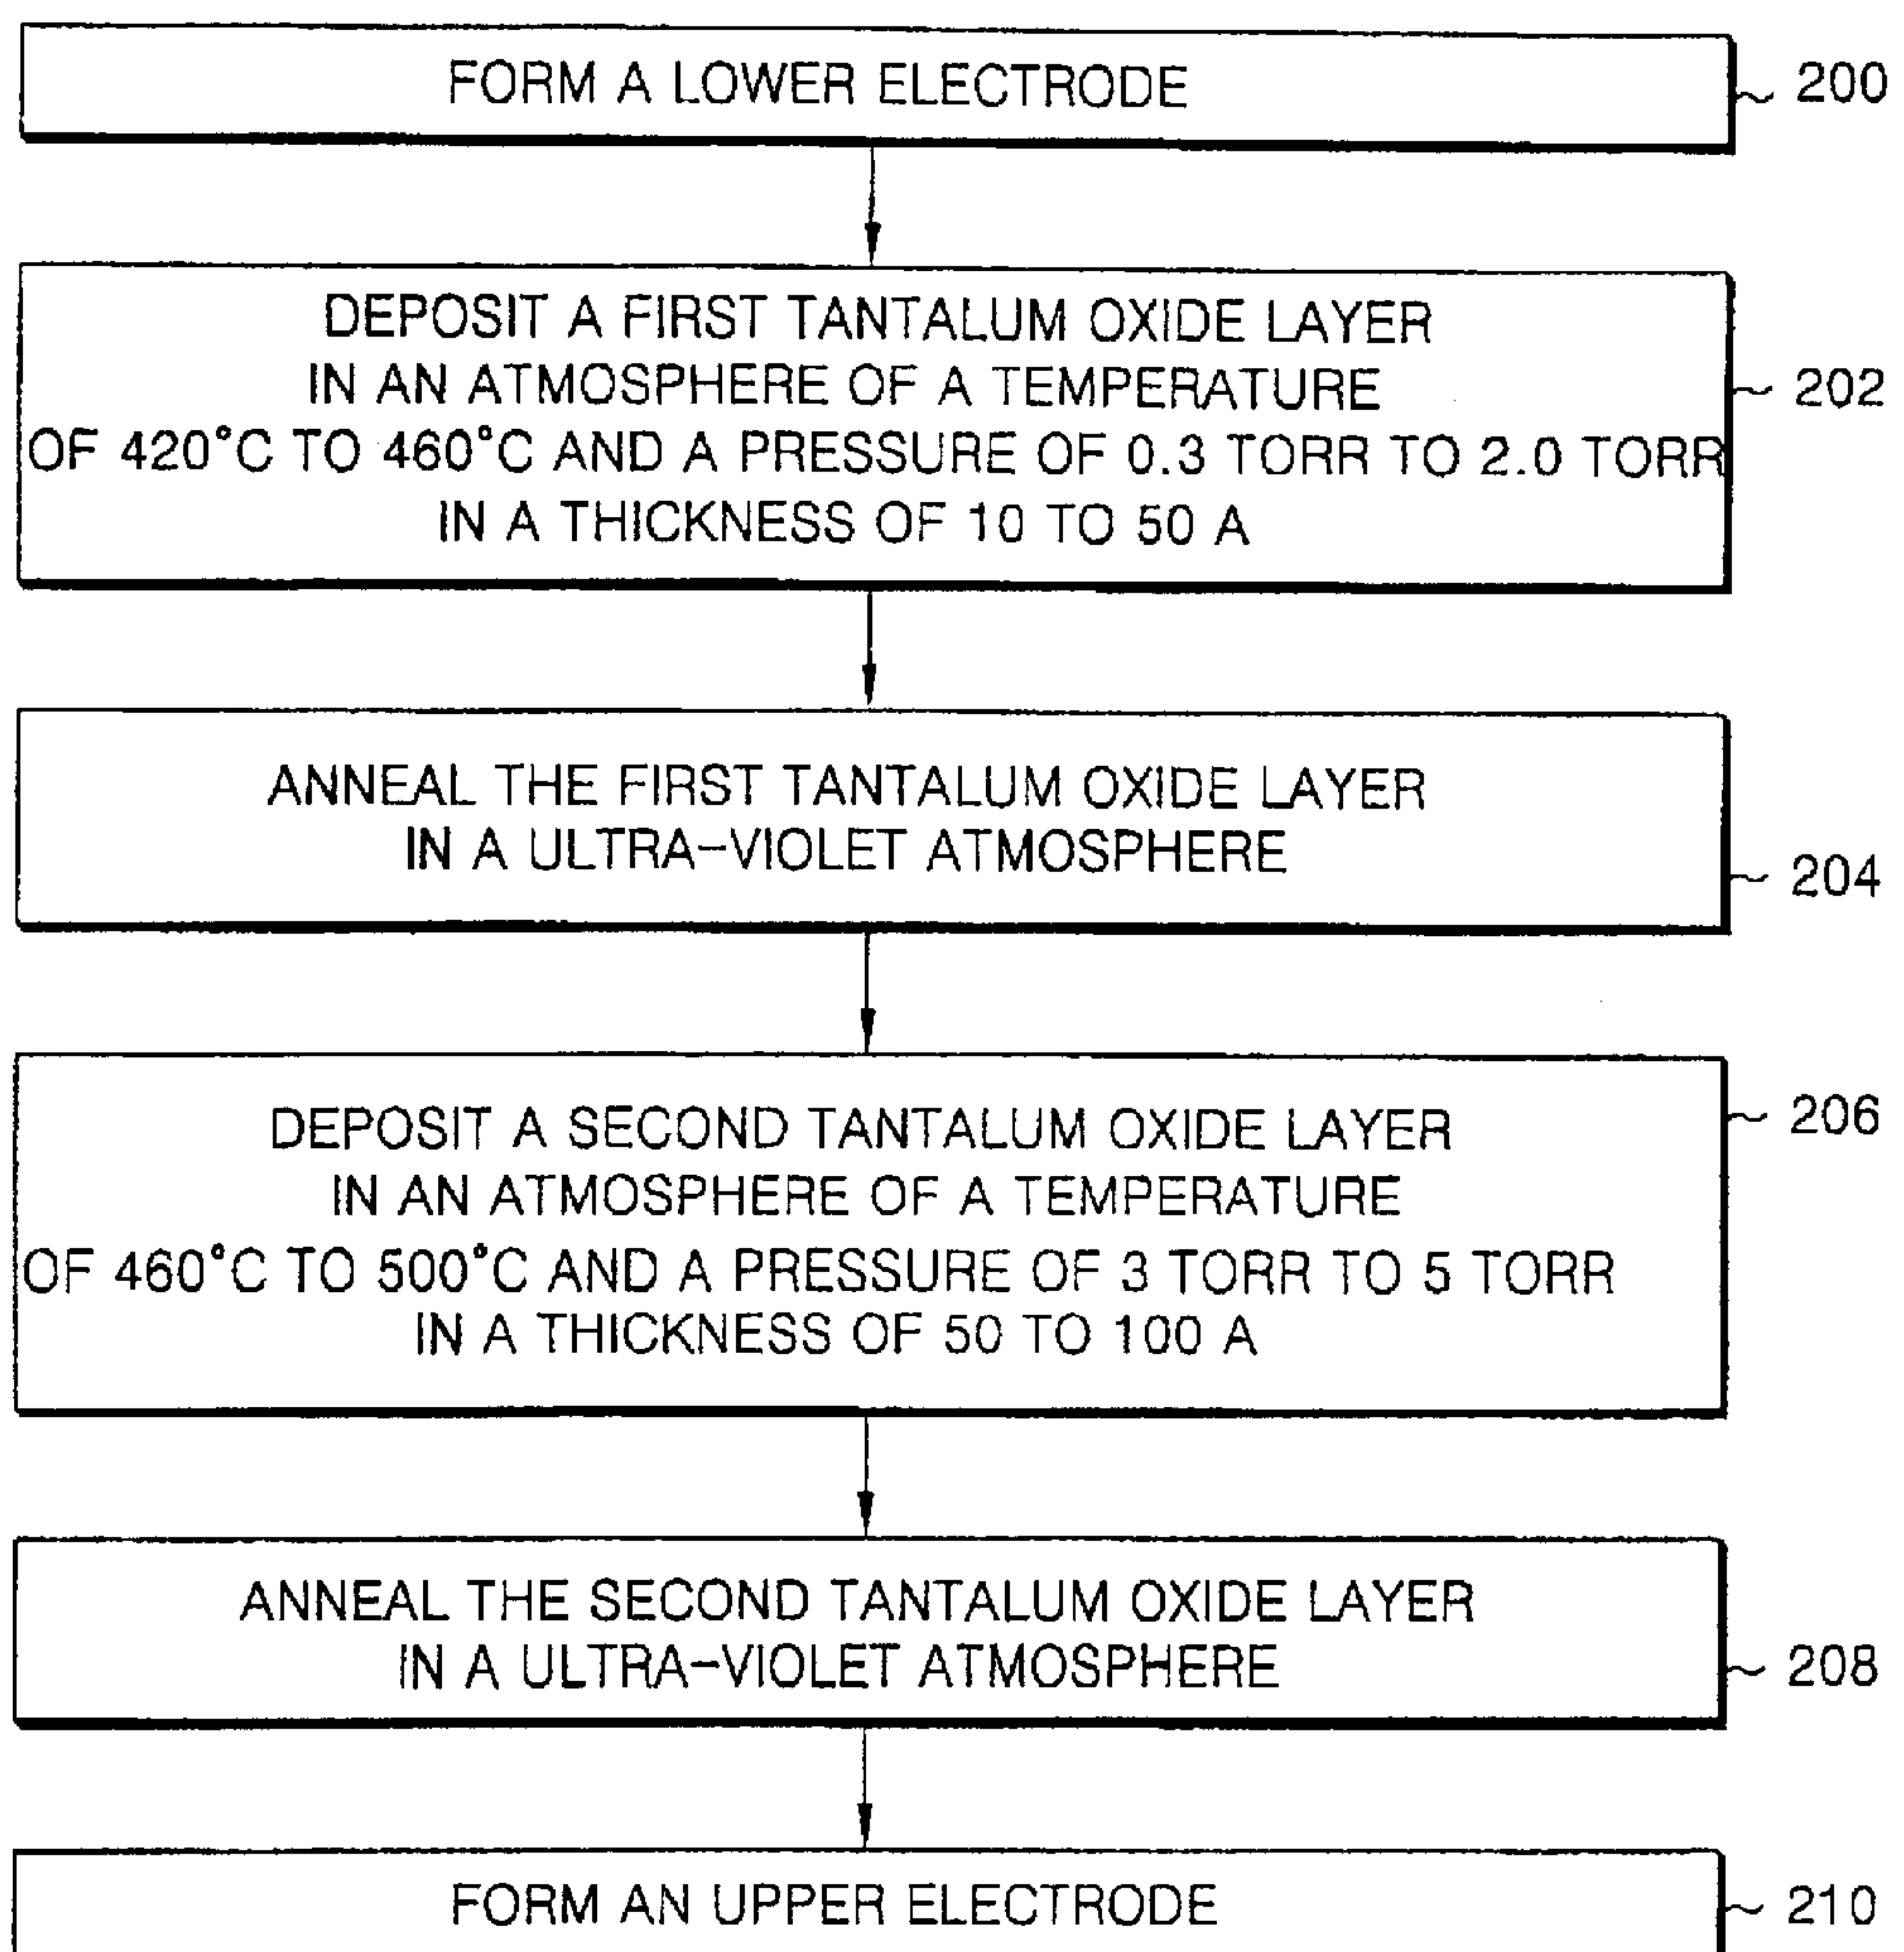 FORM A LOWER ELECTRODE
200
DEPOSIT A FIRST TANTALUM OXIDE LAYER
IN AN ATMOSPHERE OF A TEMPERATURE
202
OF 420°C TO 460°C AND A PRESSURE OF 0.3 TORR TO 2.0 TORR
IN A THICKNESS OF 10 TO 50 A
ANNEAL THE FIRST TANTALUM OXIDE LAYER
IN A ULTRA-VIOLET ATMOSPHERE
204
DEPOSIT A SECOND TANTALUM OXIDE LAYER
206
IN AN ATMOSPHERE OF A TEMPERATURE
OF 460°C TO 500°C AND A PRESSURE OF 3 TORR TO 5 TORR
IN A THICKNESS OF 50 TO 100 A
ANNEAL THE SECOND TANTALUM OXIDE LAYER
IN A ULTRA-VIOLET ATMOSPHERE
208
FORM AN UPPER ELECTRODE
210